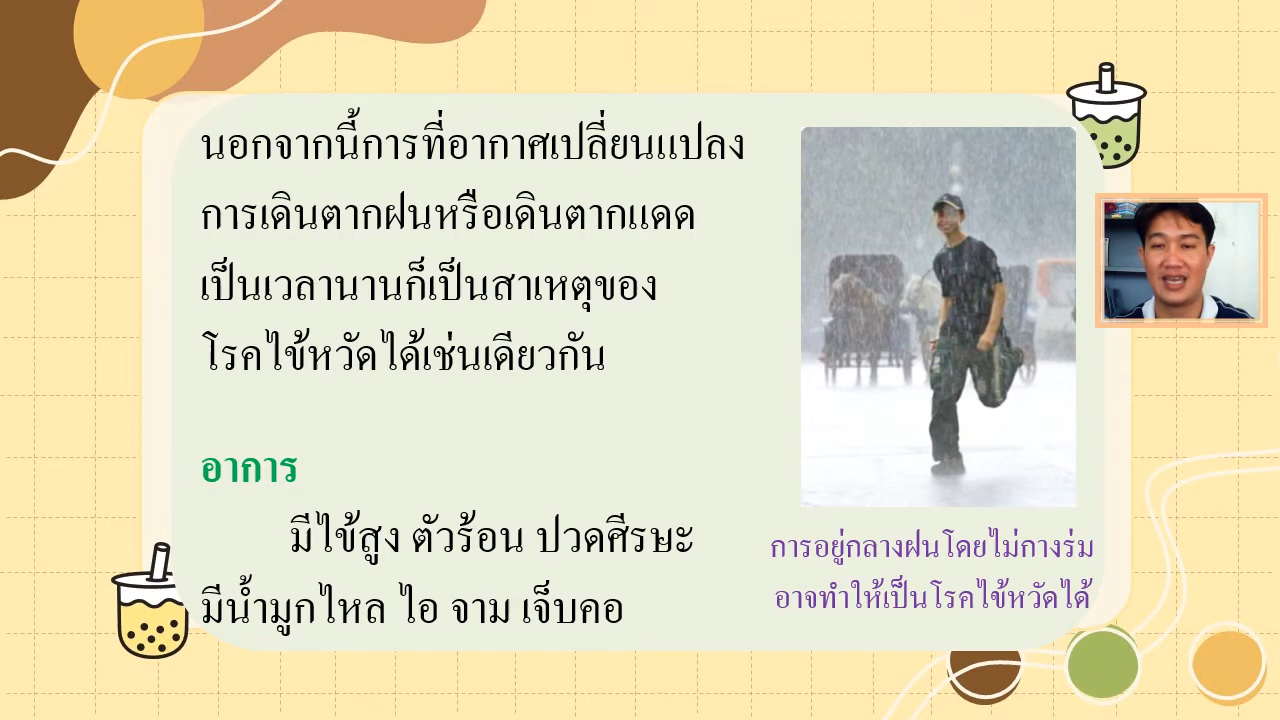 นอกจากนี้การที่อากาศเปลี่ยนแปลง
การเดินตากฝนหรือเดินตากแดด
เป็นเวลานานก็เป็นสาเหตุของ
โรคไข้หวัดได้เช่นเดียวกัน
อาการ
มีไข้สูง ตัวร้อน ปวดศีรษะ
มีน้ำมูกไหล ไอ จาม เจ็บคอ
การอยู่กลางฝนโดยไม่กางร่ม
อาจทำให้เป็นโรคไข้หวัดได้